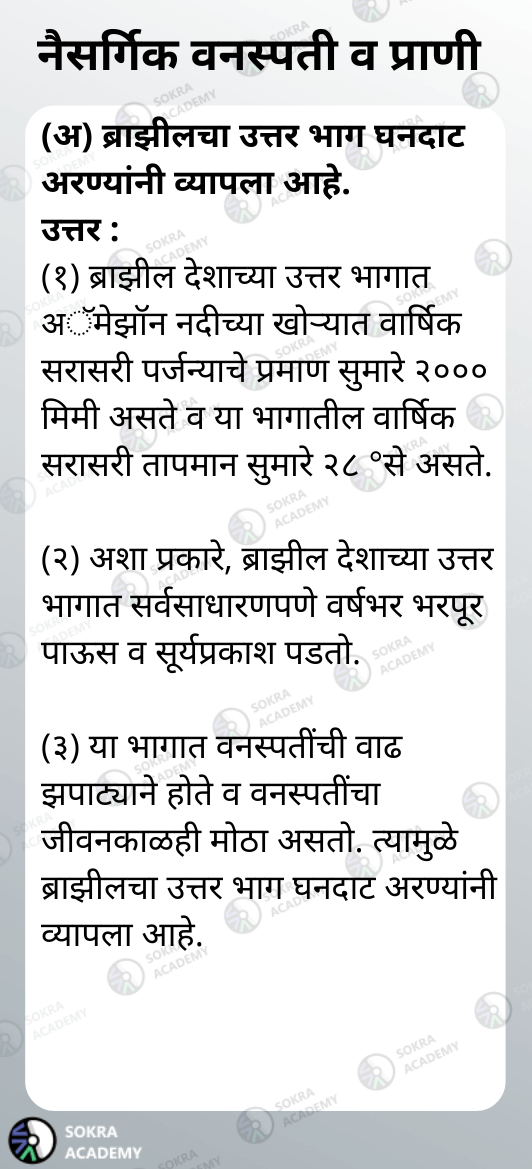 नैसर्गिक वनस्पती व प्राणी
(अ) ब्राझीलचा उत्तर भाग घनदाट
अरण्यांनी व्यापला आहे.
उत्तर :
(१) ब्राझील देशाच्या उत्तर भागात
अॅमेझॉन नदीच्या खोऱ्यात वार्षिक
सरासरी पर्जन्याचे प्रमाण सुमारे २०००
मिमी असते व या भागातील वार्षिक
सरासरी तापमान सुमारे २८ °से असते.
(२) अशा प्रकारे, ब्राझील देशाच्या उत्तर
भागात सर्वसाधारणपणे वर्षभर भरपूर
पाऊस व सूर्यप्रकाश पडतो.
(३) या भागात वनस्पतींची वाढ
झपाट्याने होते व वनस्पतींचा
जीवनकाळही मोठा असतो. त्यामुळे
ब्राझीलचा उत्तर भाग घनदाट अरण्यांनी
व्यापला आहे.
SOKRA
ACADEMY